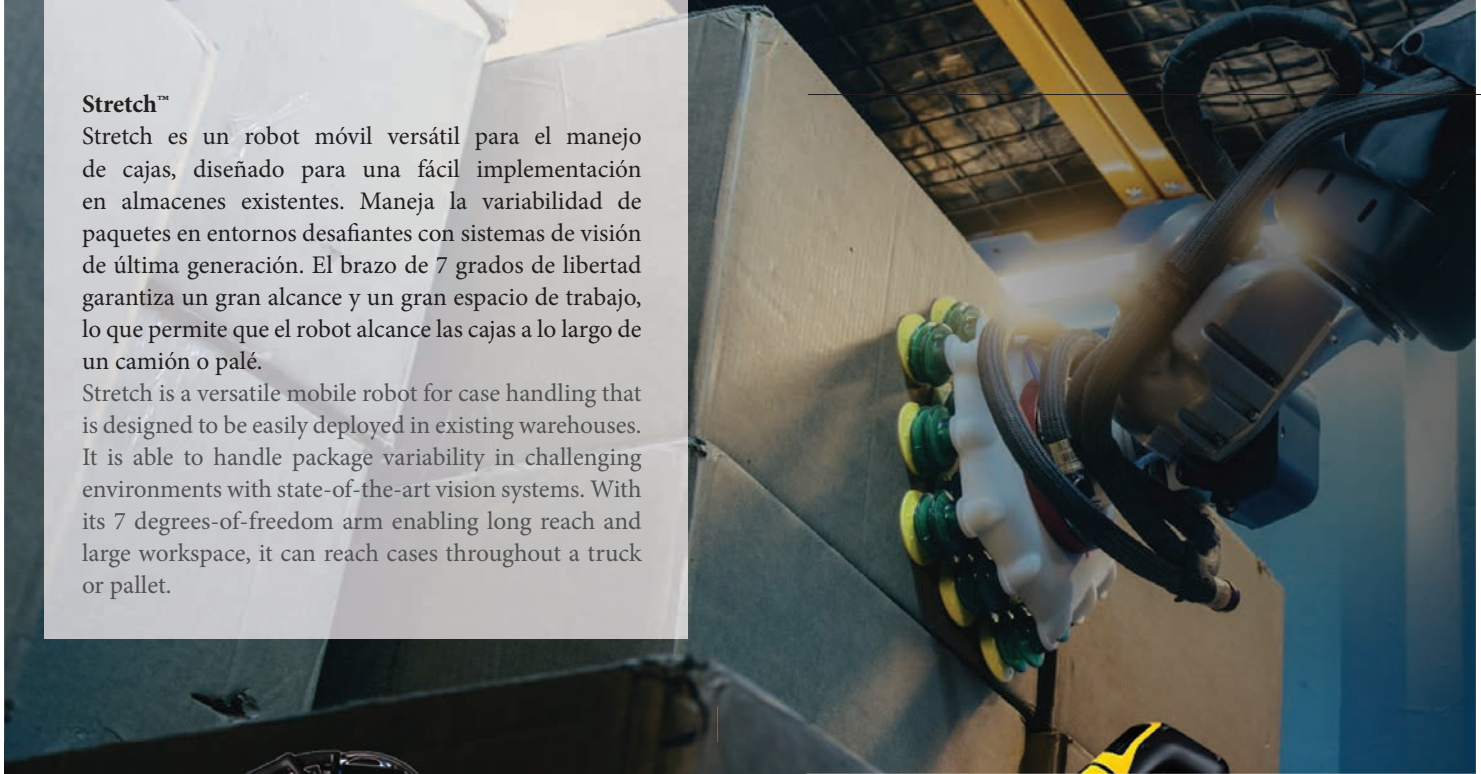 Stretch™
Stretch es un robot móvil versátil para el manejo
de cajas, diseñado para una fácil implementación
en almacenes existentes. Maneja la variabilidad de
paquetes en entornos desafiantes con sistemas de visión
de última generación. El brazo de 7 grados de libertad
garantiza un gran alcance y un gran espacio de trabajo,
lo que permite que el robot alcance las cajas a lo largo de
un camión o palé.
Stretch is a versatile mobile robot for case handling that
is designed to be easily deployed in existing warehouses.
It is able to handle package variability in challenging
environments with state-of-the-art vision systems. With
its 7 degrees-of-freedom arm enabling long reach and
large workspace, it can reach cases throughout a truck
or pallet.